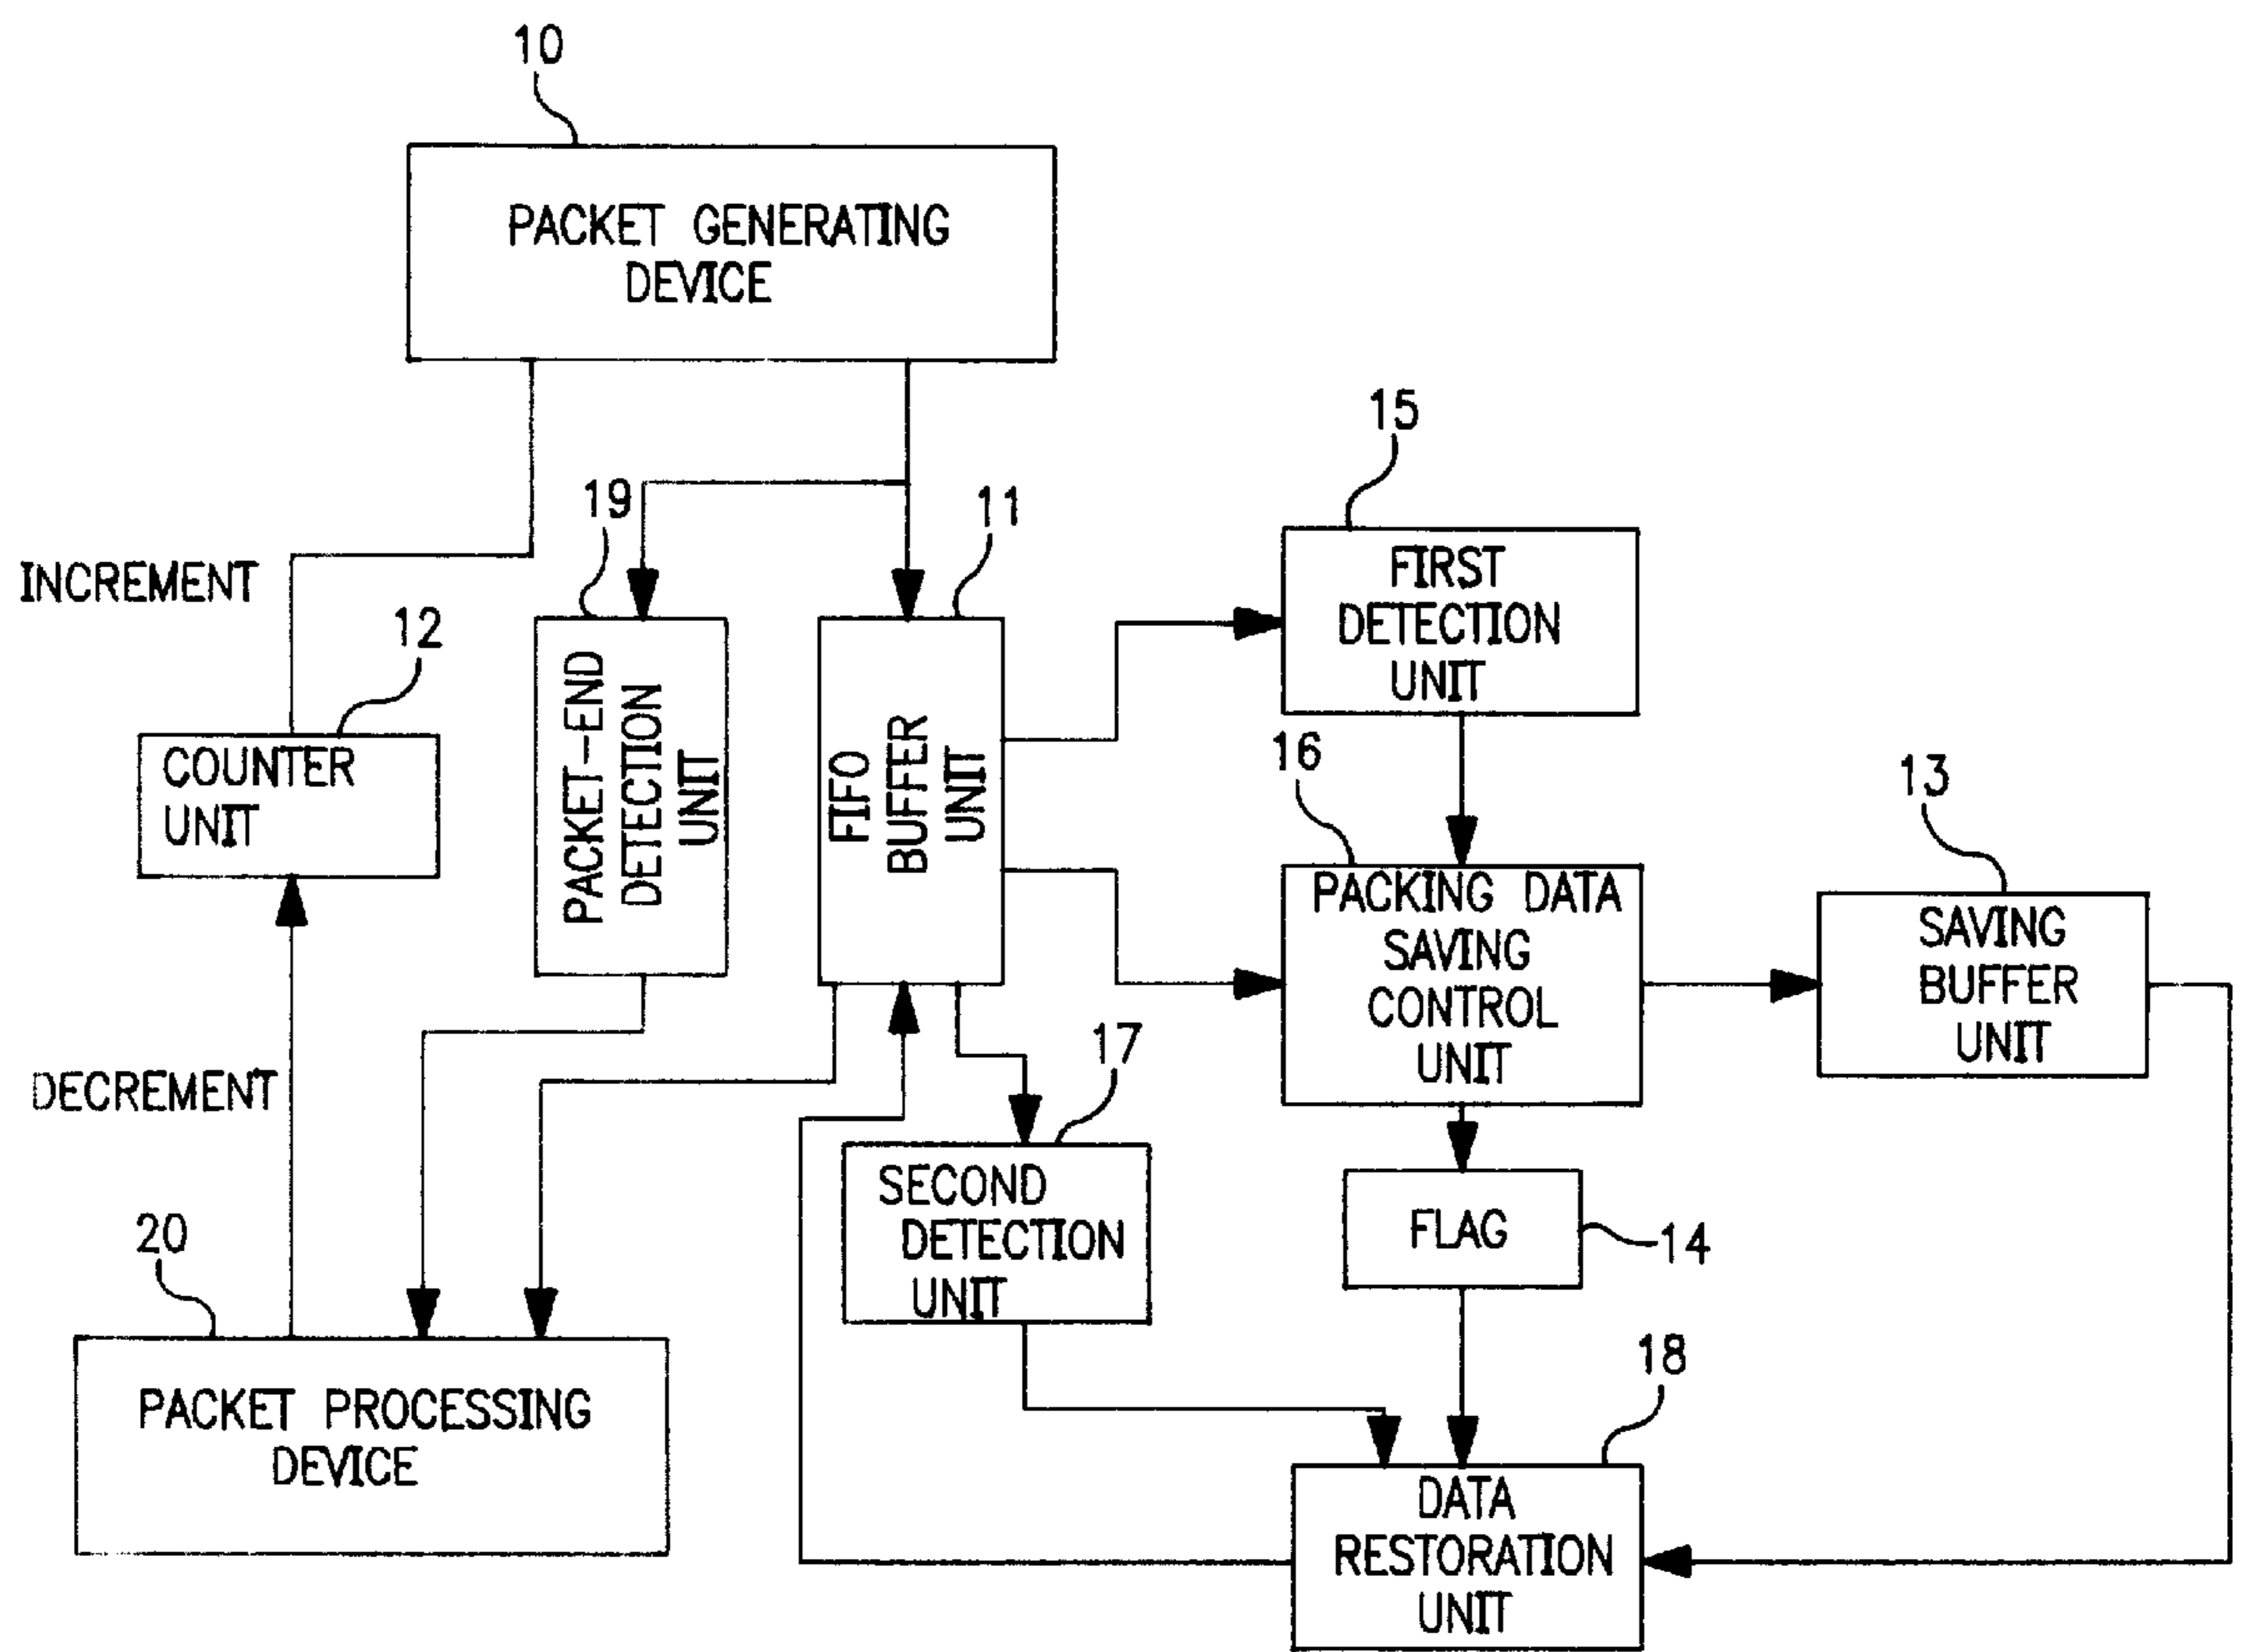 10
PACKET GENERATING
DEVICE
15
19
11
FIRST
DETECTION
UNIT
INCREMENT
12
COUNTER
UNIT
PACKET-END
DETECTION
UNIT
FIFO
BUFFER
UNIT
16
PACKING DATA
SAVING
CONTROL
UNIT
13
SAVING
BUFFER
UNIT
DECREMENT
17
SECOND
DETECTION
UNIT
FLAG
14
20
PACKET PROCESSING
DEVICE
18
DATA
RESTORATION
UNIT